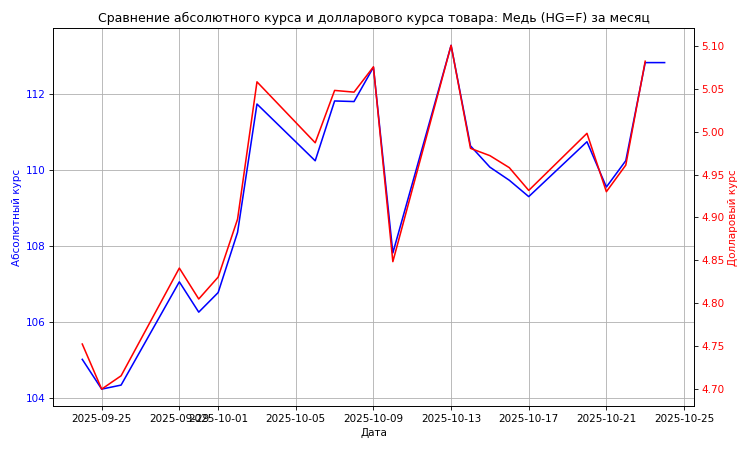 Сравнение абсолютного курса и долларового курса товара: Медь (HG=F) за месяц
112
110
108
106
104
Абсолютный курс
5.10
5.05
5.00
4.95
4.90
4.85
4.80
4.75
4.70
Долларовый курс
2025-09-25 2025-09-29 2025-10-01 2025-10-05 2025-10-09 2025-10-13 2025-10-17 2025-10-21 2025-10-25
Дата